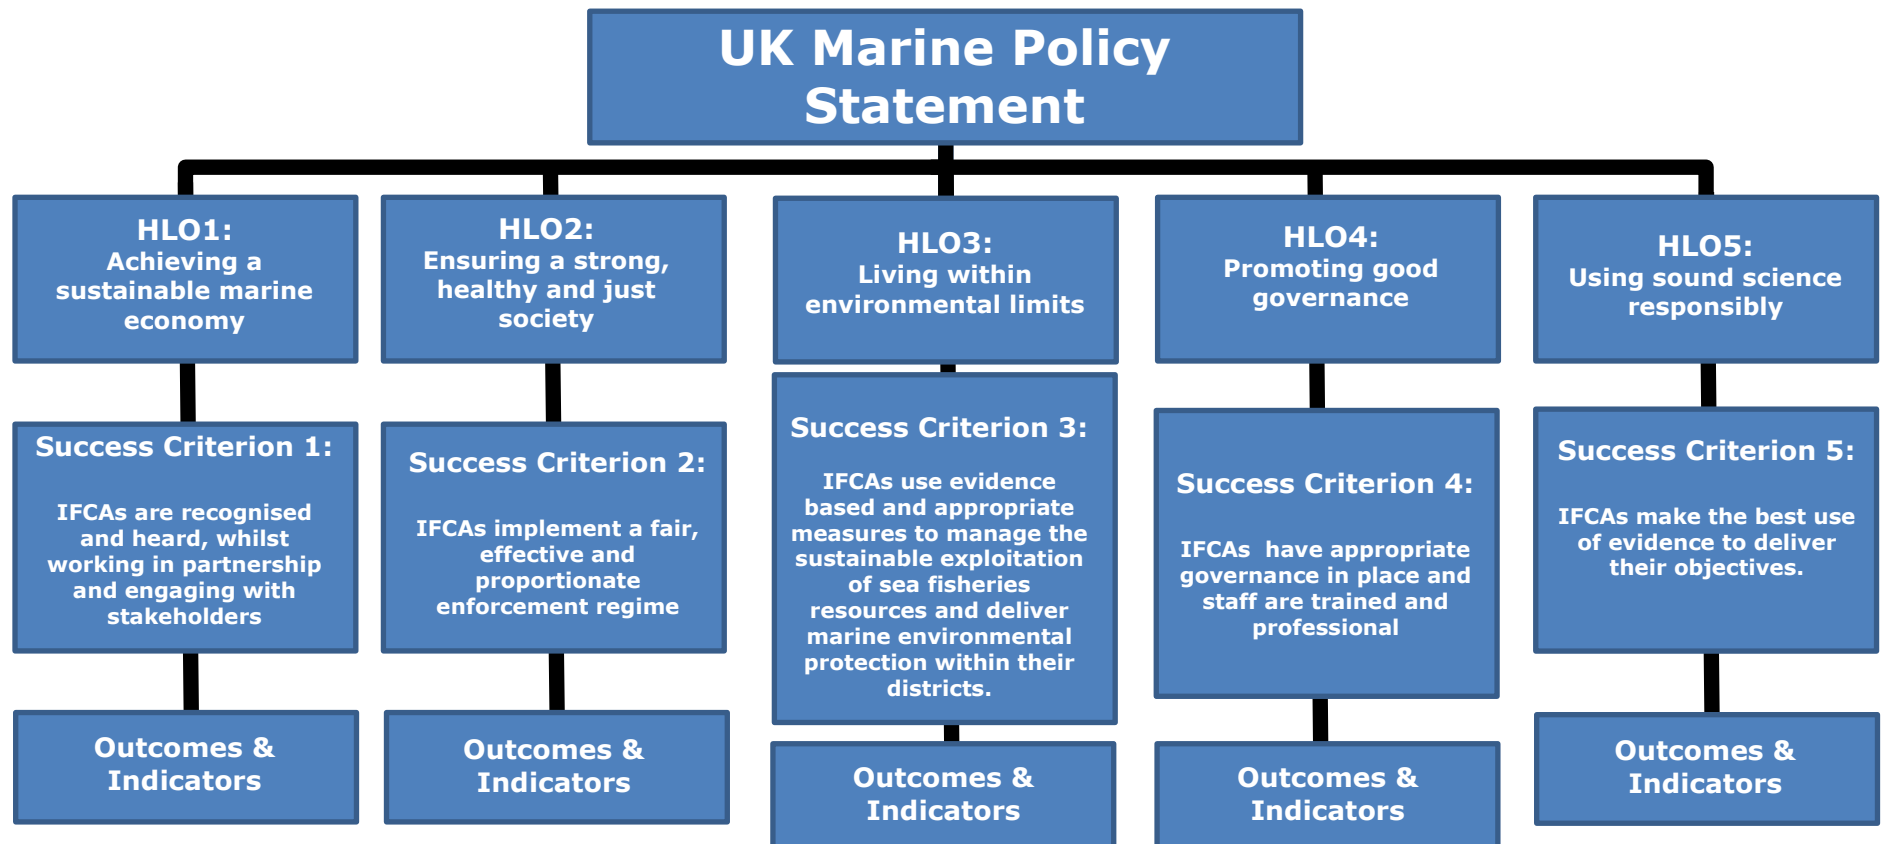 UK Marine Policy
Statement
HLO1:
Achieving a
sustainable marine
economy
HLO2:
Ensuring a strong,
healthy and just
society
HLO3:
Living within
environmental limits
HLO4:
Promoting good
governance
HLO5:
Using sound science
responsibly
Success Criterion 1:
IFCAs are recognised
and heard, whilst
working in partnership
and engaging with
stakeholders
Success Criterion 2:
IFCAs implement a fair,
effective and
proportionate
enforcement regime
Success Criterion 3:
IFCAs use evidence
based and appropriate
measures to manage the
sustainable exploitation
of sea fisheries
resources and deliver
marine environmental
protection within their
districts.
Success Criterion 4:
IFCAs  have appropriate
governance in place and
staff are trained and
professional
Success Criterion 5:
IFCAs make the best use
of evidence to deliver
their objectives.
Outcomes &
Indicators
Outcomes &
Indicators
Outcomes &
Indicators
Outcomes &
Indicators
Outcomes &
Indicators